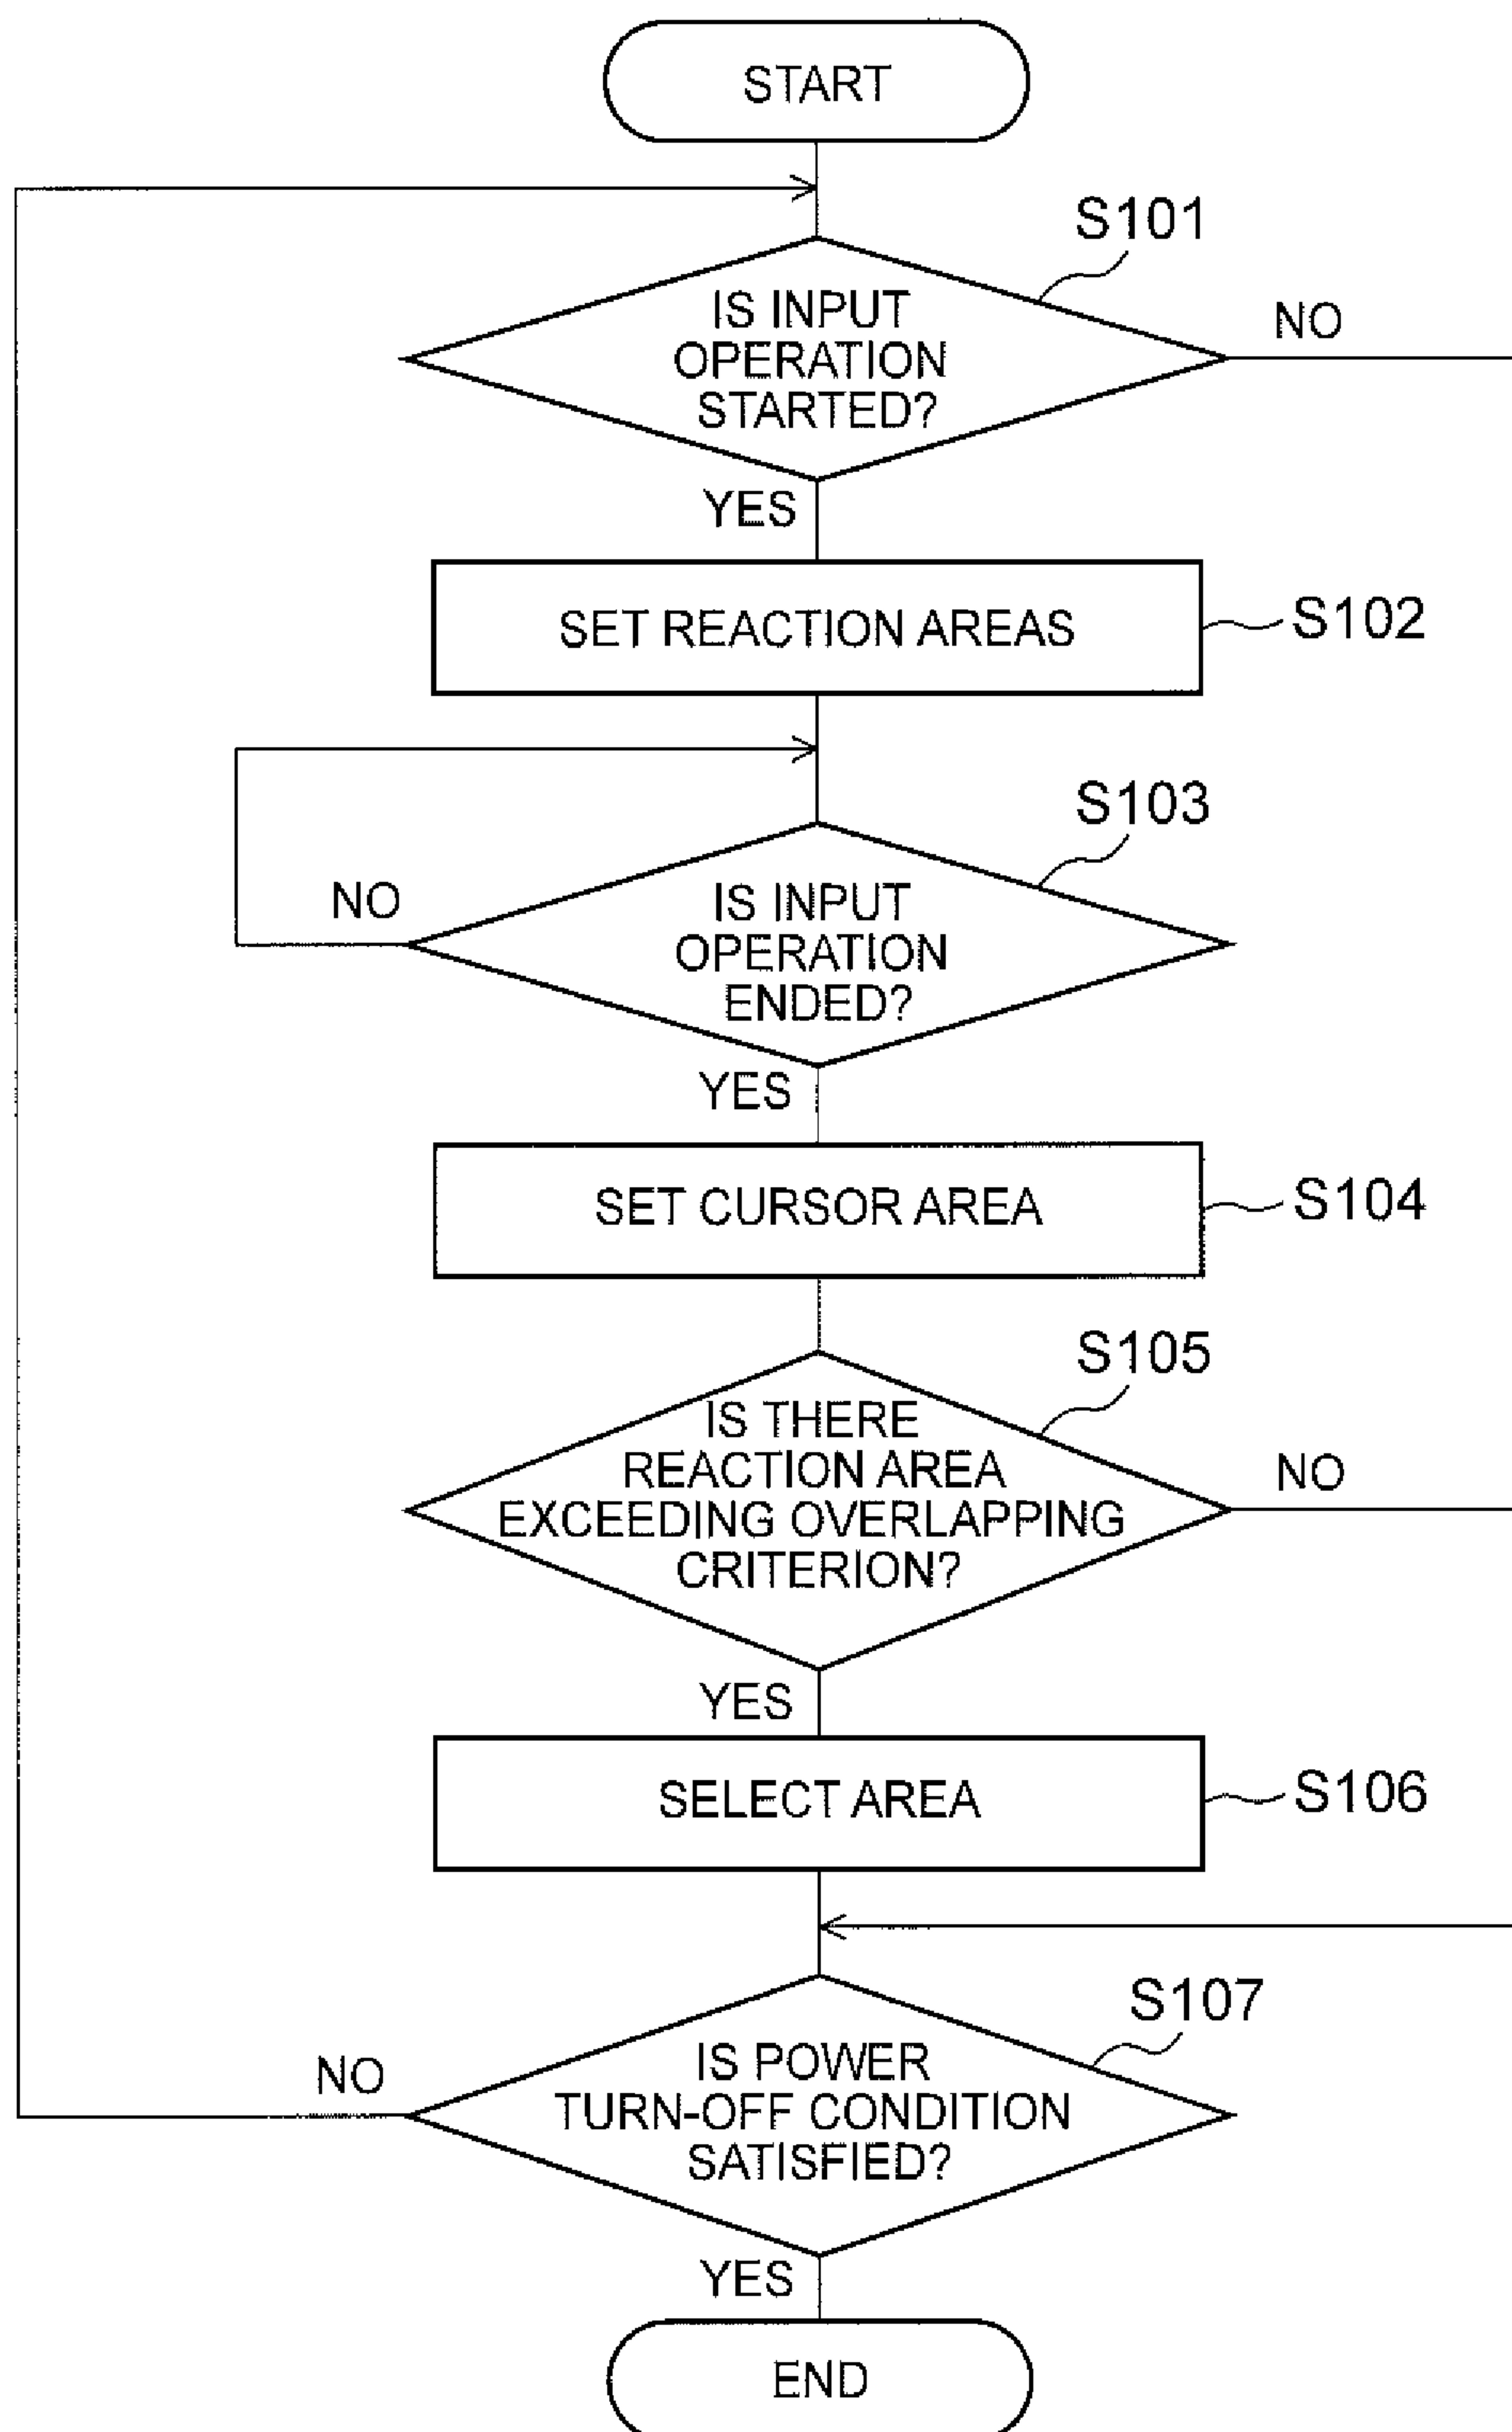 START
S101
IS INPUT
OPERATION
STARTED?
NO
YES
SET REACTION AREAS
S102
S103
IS INPUT
OPERATION
ENDED?
NO
YES
SET CURSOR AREA
S104
S105
IS THERE
REACTION AREA
EXCEEDING OVERLAPPING
CRITERION?
NO
YES
SELECT AREA
S106
S107
IS POWER
TURN-OFF CONDITION
SATISFIED?
NO
YES
END